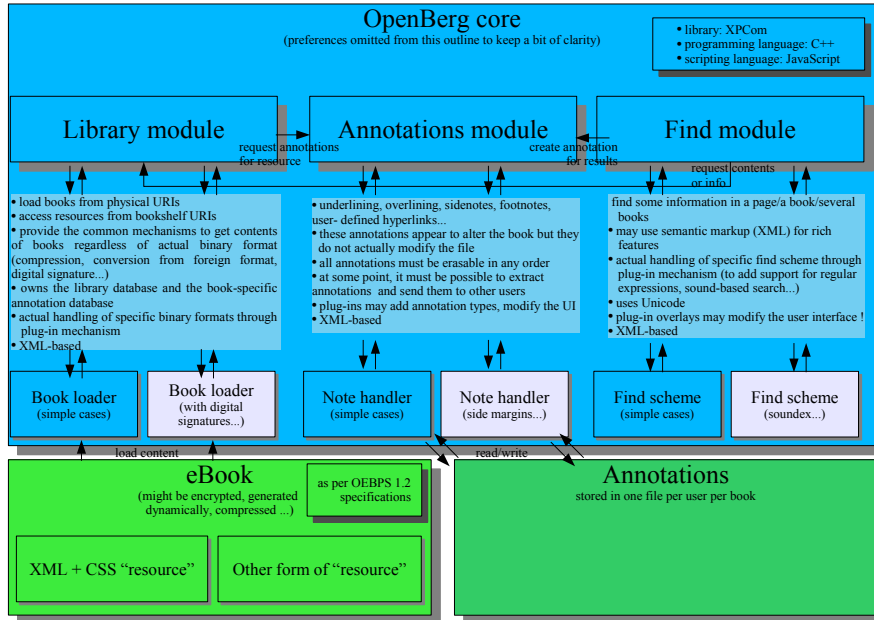 OpenBerg core
(preferences omitted from this outline to keep a bit of clarity)
• library: XPCom
• programming language: C++
• scripting language: JavaScript
Library module
Annotations module
Find module
request annotations
for resource
create annotation
for results
request contents
or info
• load books from physical URIs
• access resources from bookshelf URIs
• provide the common mechanisms to get contents
of books regardless of actual binary format
(compression, conversion from foreign format,
digital signature...)
• owns the library database and the book-specific
annotation database
• actual handling of specific binary formats through
plug-in mechanism
• XML-based
• underlining, overlining, sidenotes, footnotes,
user- defined hyperlinks...
• these annotations appear to alter the book but they
do not actually modify the file
• all annotations must be erasable in any order
• at some point, it must be possible to extract
annotations and send them to other users
• plug-ins may add annotation types, modify the UI
• XML-based
find some information in a page/a book/several
books
• may use semantic markup (XML) for rich
features
• actual handling of specific find scheme through
plug-in mechanism (to add support for regular
expressions, sound-based search...)
• uses Unicode
• plug-in overlays may modify the user interface !
• XML-based
Book loader
(simple cases)
Book loader
(with digital
signatures...)
Note handler
(simple cases)
Note handler
(side margins...)
Find scheme
(simple cases)
Find scheme
(soundex...)
load content
read/write
eBook
(might be encrypted, generated
dynamically, compressed ...)
as per OEBPS 1.2
specifications
XML + CSS “resource”
Other form of “resource”
Annotations
stored in one file per user per book